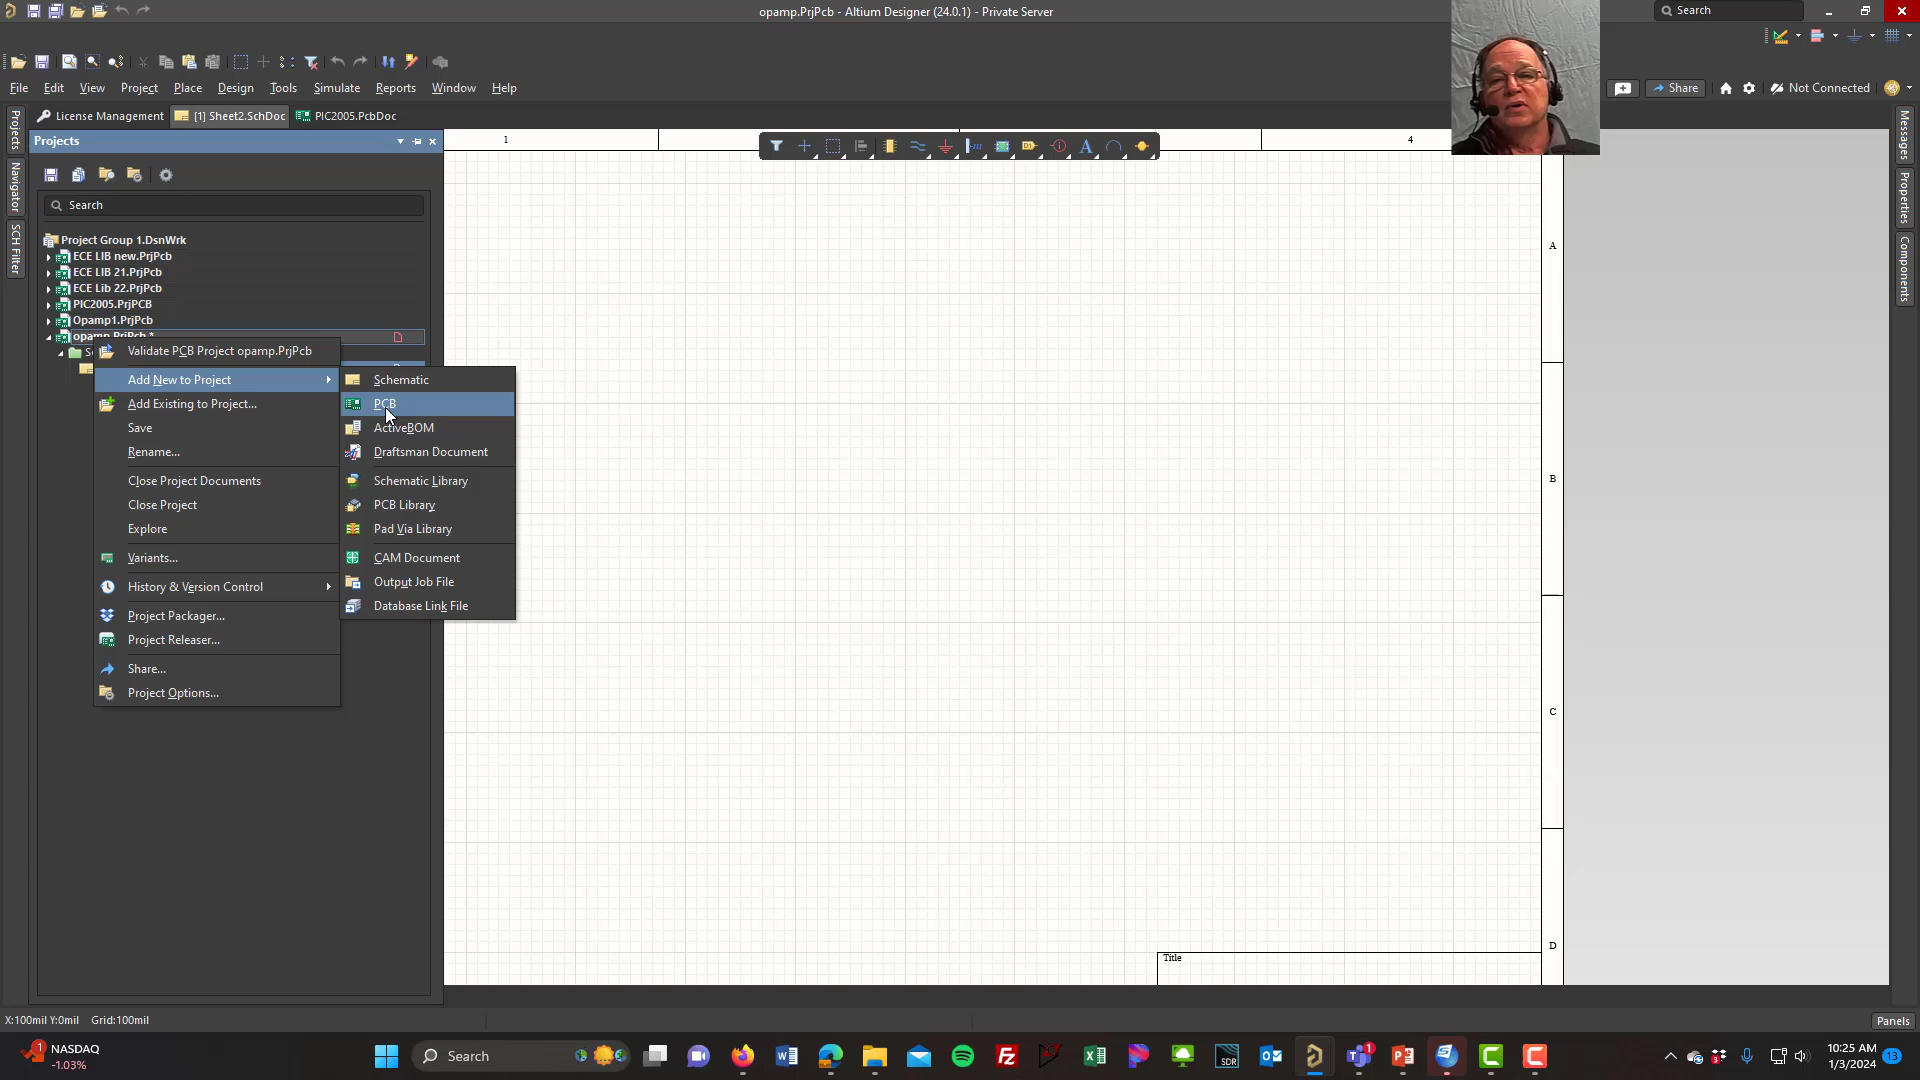 opamp.PrjPcb - Altium Designer (24.0.1) - Private Server
Search
File Edit View Project Place Design Tools Simulate Reports Window Help
Share
Not Connected
License Management
[1] Sheet2.SchDoc
PIC2005.PcbDoc
Projects
Navigator
SCH Filter
Projects
Search
Project Group 1.DsnWrk
ECE LIB new.PrjPcb
ECE LIB 21.PrjPcb
ECE Lib 22.PrjPcb
PIC2005.PrjPCB
Opamp1.PrjPcb
opamp.PrjPcb *
Validate PCB Project opamp.PrjPcb
Add New to Project
Add Existing to Project...
Save
Rename...
Close Project Documents
Close Project
Explore
Variants...
History & Version Control
Project Packager...
Project Releaser...
Share...
Project Options...
Schematic
PCB
ActiveBOM
Draftsman Document
Schematic Library
PCB Library
Pad Via Library
CAM Document
Output Job File
Database Link File
1
4
A
B
C
D
Title
Messages
Properties
Components
X:100mil Y:0mil Grid:100mil
Panels
NASDAQ
-1.03%
Search
10:25 AM
1/3/2024
13